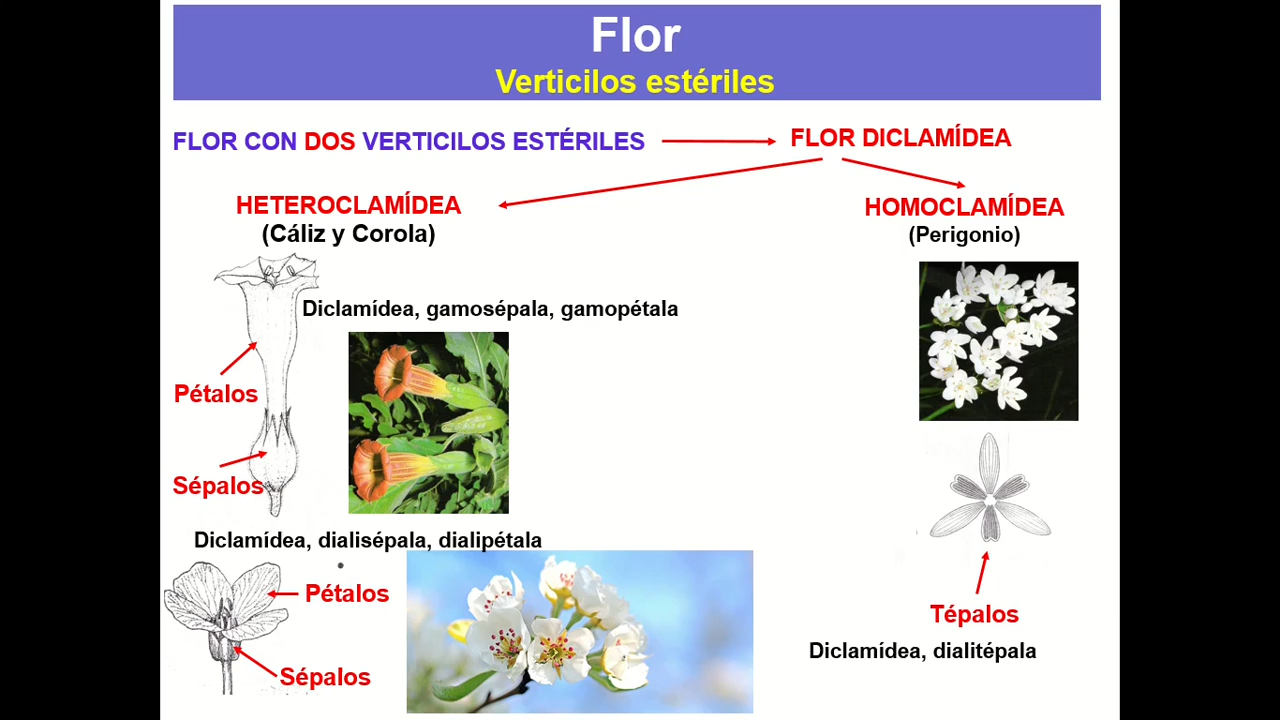 Flor
Verticilos estériles
FLOR CON DOS VERTICILOS ESTÉRILES
FLOR DICLAMÍDEA
HETEROCLAMÍDEA
(Cáliz y Corola)
HOMOCLAMÍDEA
(Perigonio)
Diclamídea, gamosépala, gamopétala
Pétalos
Sépalos
Diclamídea, dialisépala, dialipétala
Pétalos
Sépalos
Tépalos
Diclamídea, dialitépala